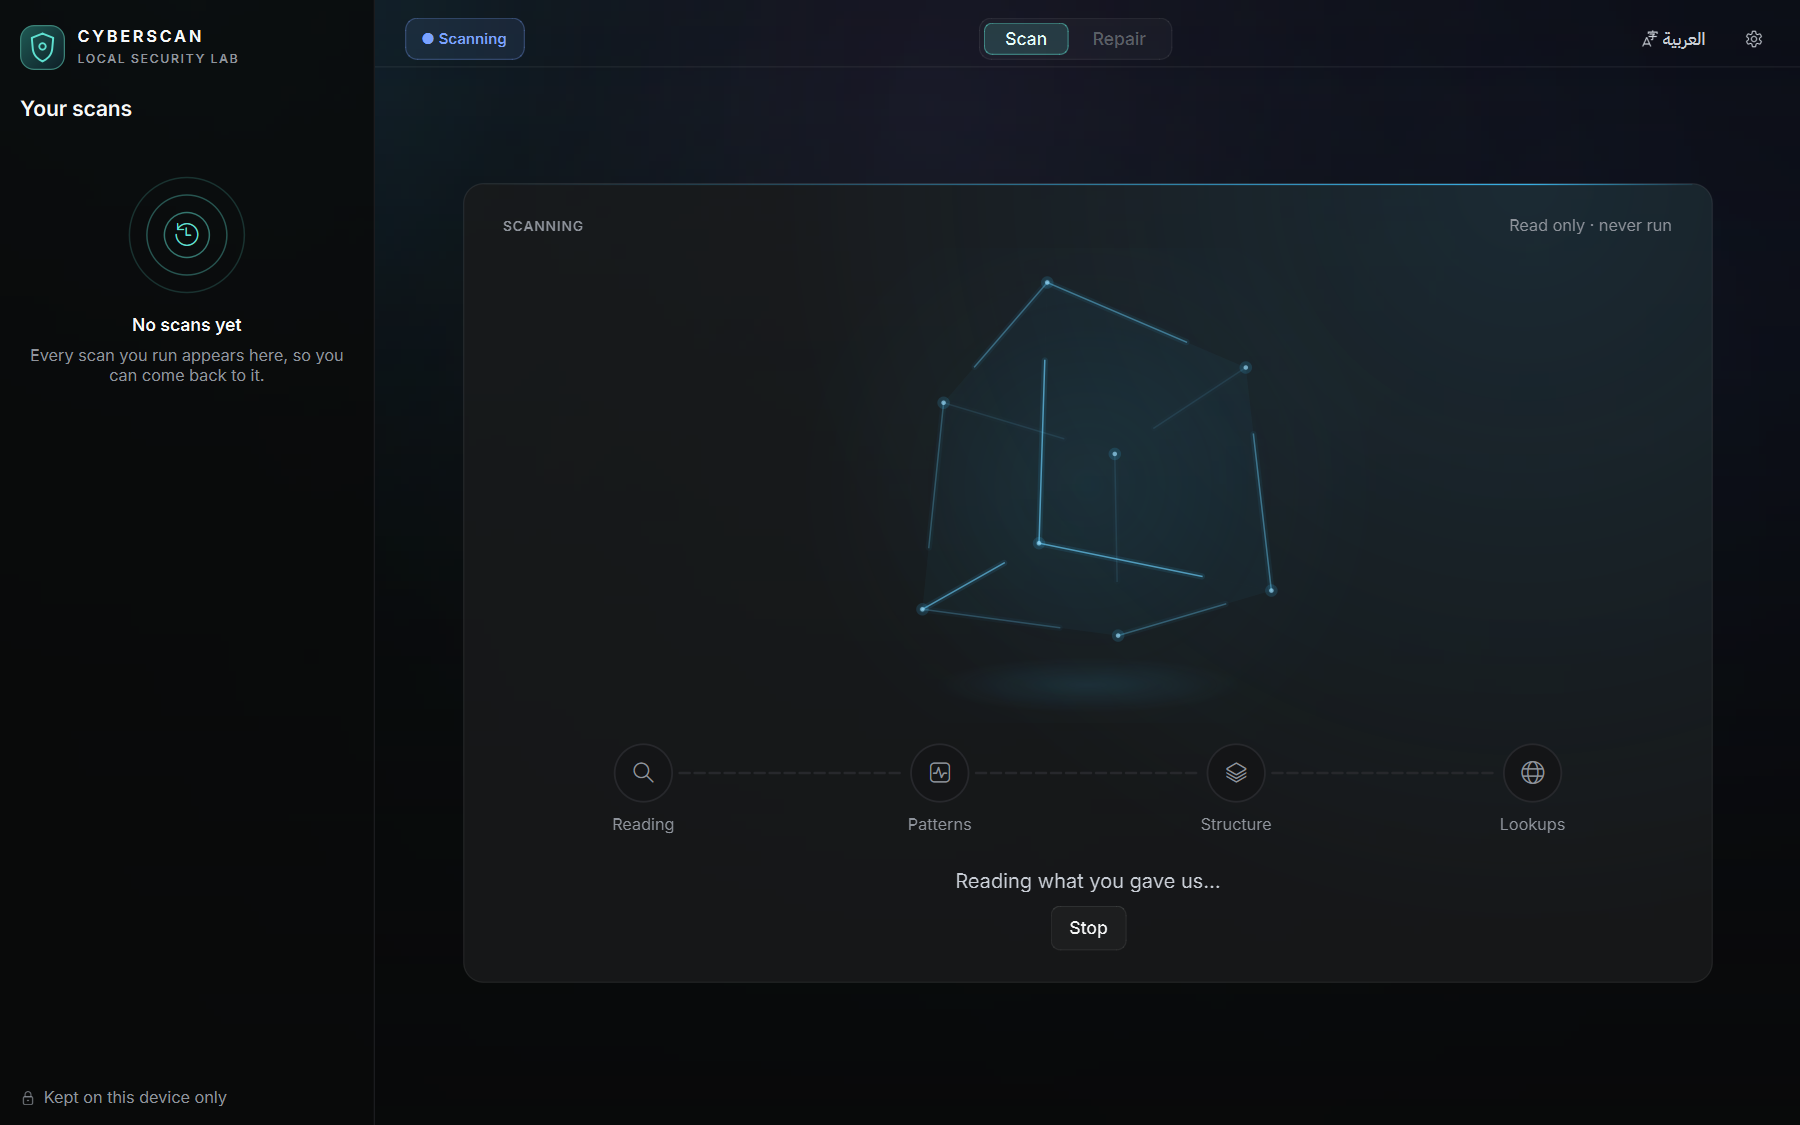 CYBERSCAN
LOCAL SECURITY LAB
Your scans
No scans yet
Every scan you run appears here, so you
can come back to it.
Kept on this device only
Scanning
Scan
Repair
العربية
SCANNING
Read only · never run
Reading
Patterns
Structure
Lookups
Reading what you gave us...
Stop